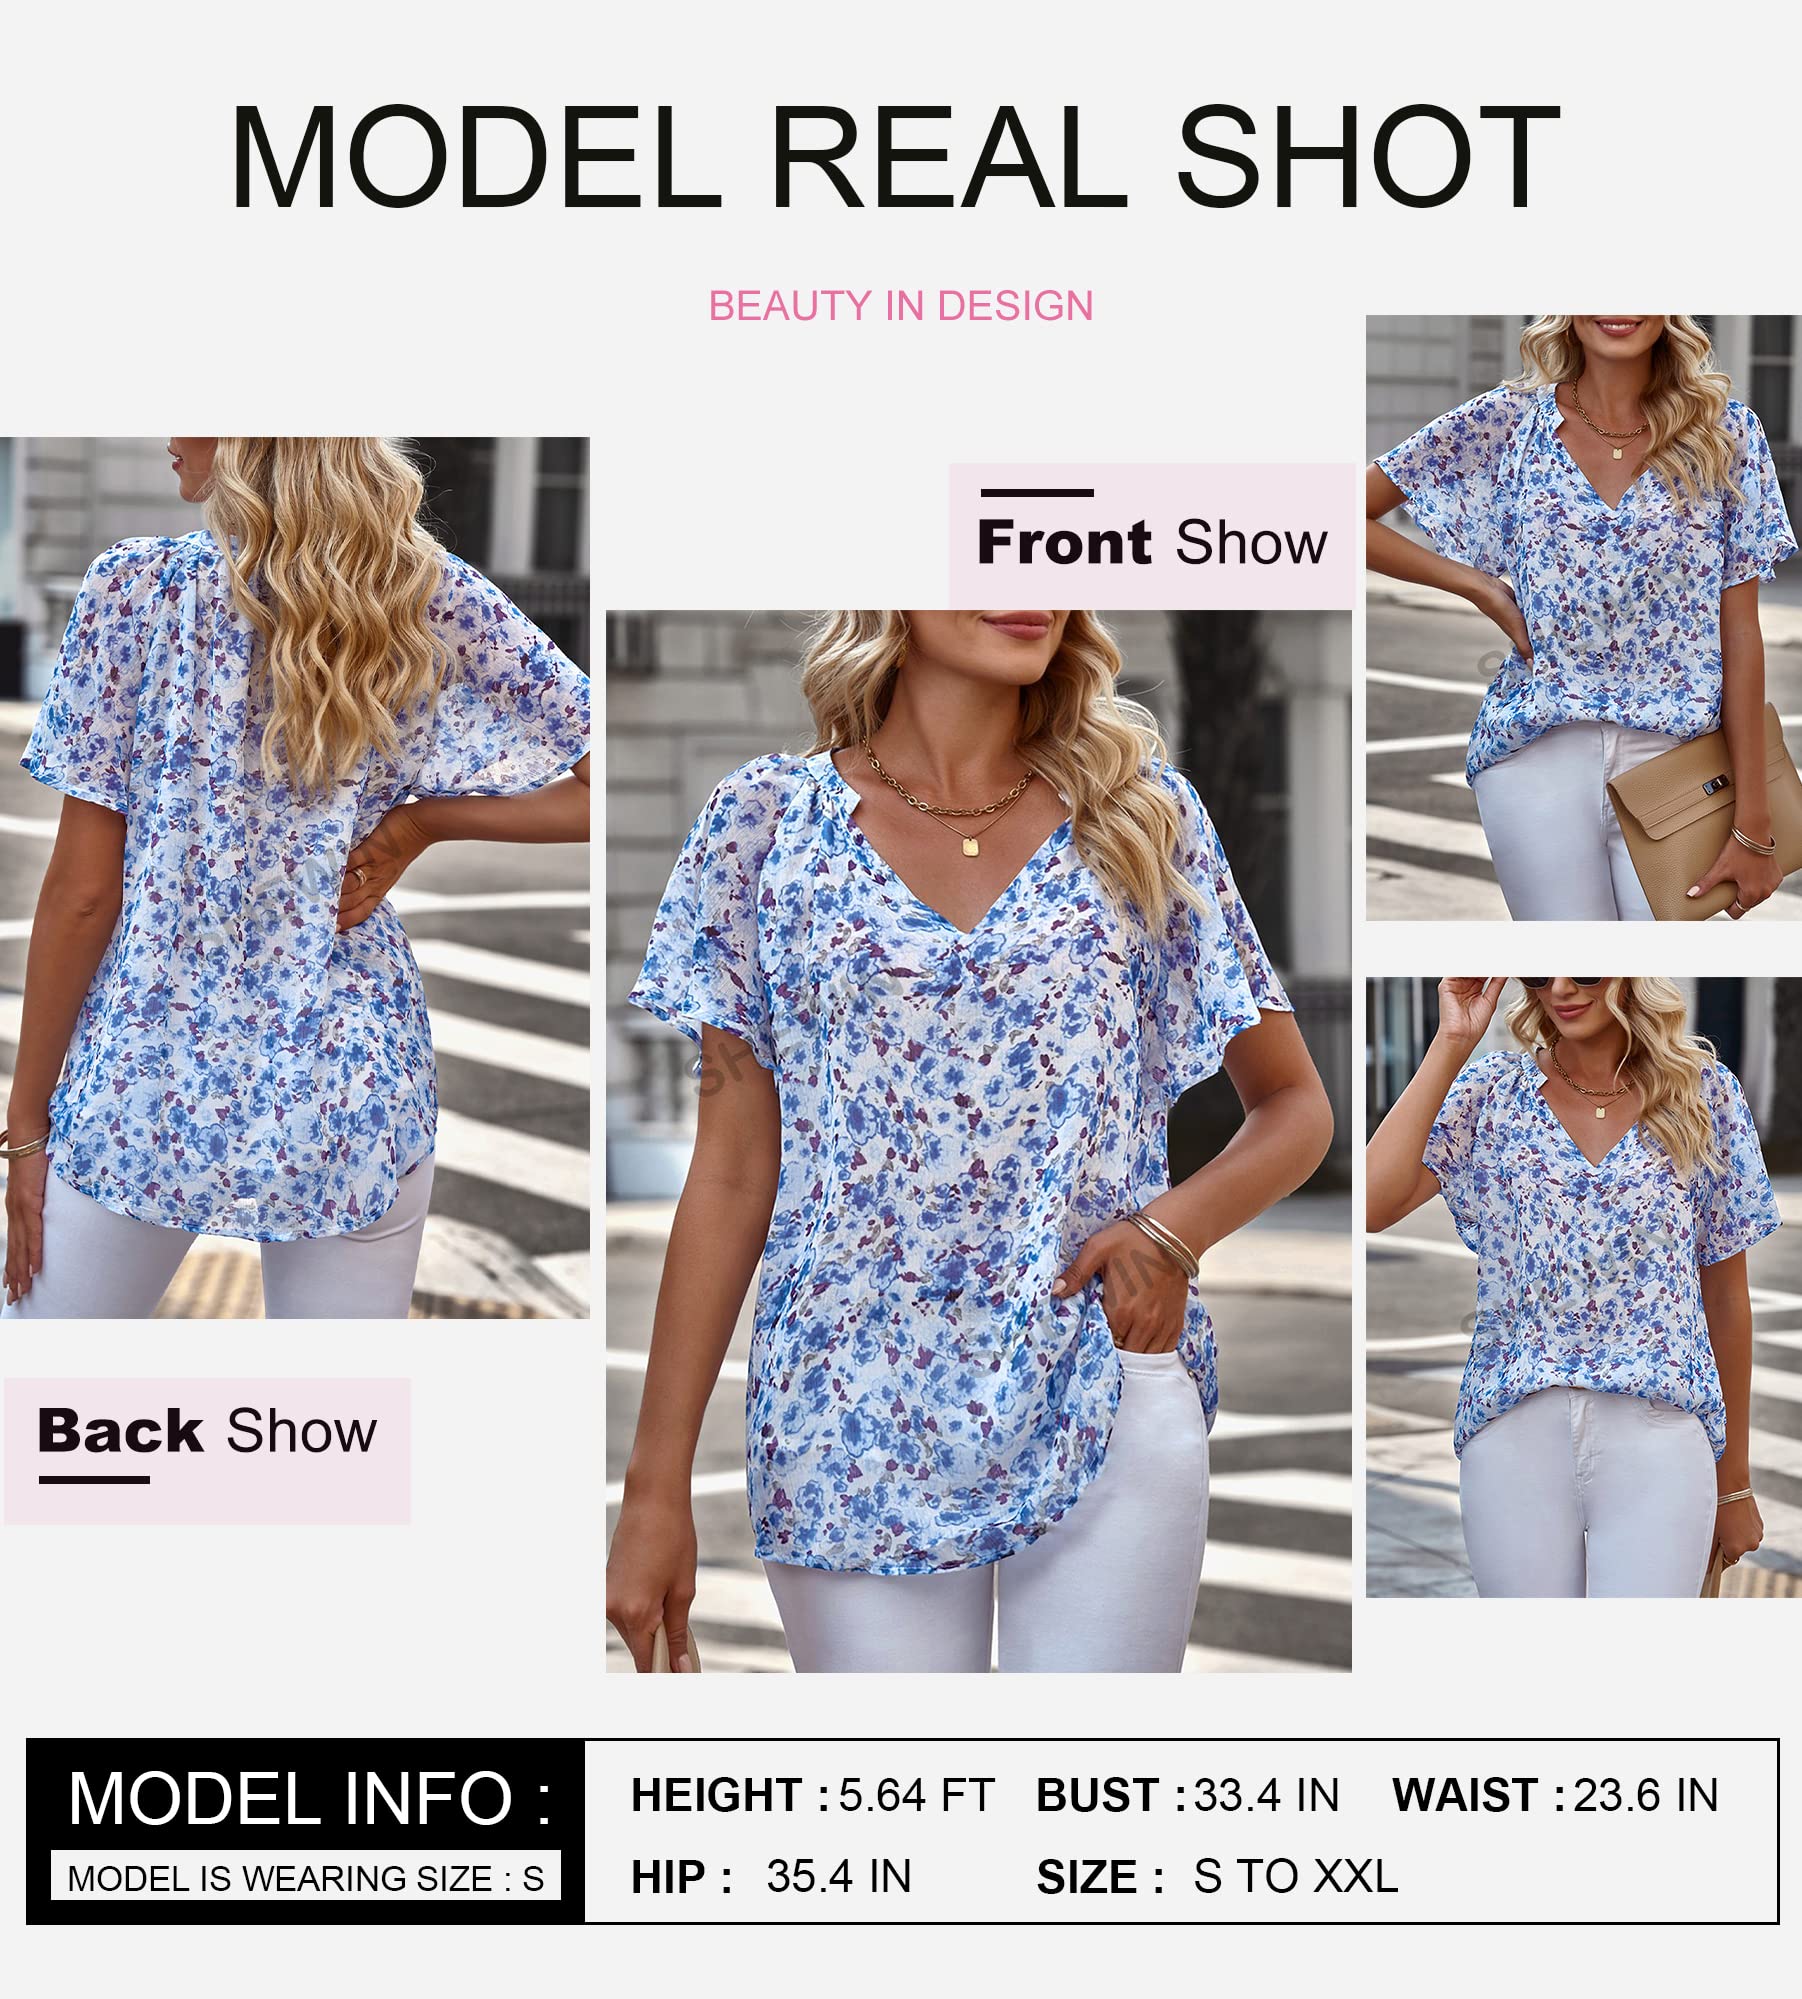 MODEL REAL SHOT
BEAUTY IN DESIGN
Front Show
Back Show
MODEL INFO :
MODEL IS WEARING SIZE : S
HEIGHT : 5.64 FT BUST : 33.4 IN WAIST : 23.6 IN
HIP : 35.4 IN SIZE : S TO XXL